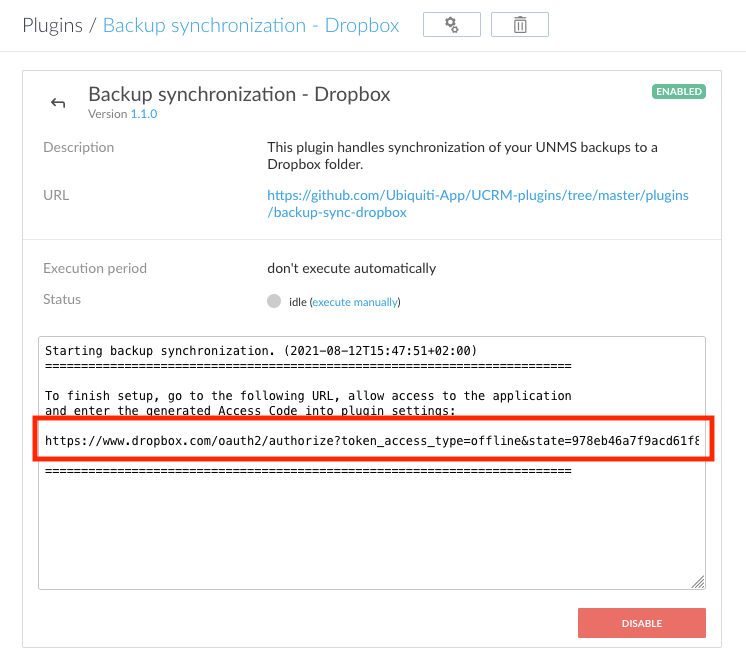 Plugins / Backup synchronization - Dropbox
Backup synchronization - Dropbox
ENABLED
Version 1.1.0
Description
This plugin handles synchronization of your UNMS backups to a
Dropbox folder.
URL
https://github.com/Ubiquiti-App/UCRM-plugins/tree/master/plugins
/backup-sync-dropbox
Execution period
don't execute automatically
Status
idle (execute manually)
Starting backup synchronization. (2021-08-12T15:47:51+02:00)
=========================================================================
To finish setup, go to the following URL, allow access to the application
and enter the generated Access Code into plugin settings:
https://www.dropbox.com/oauth2/authorize?token_access_type=offline&state=978eb46a7f9acd61f8
=========================================================================
DISABLE